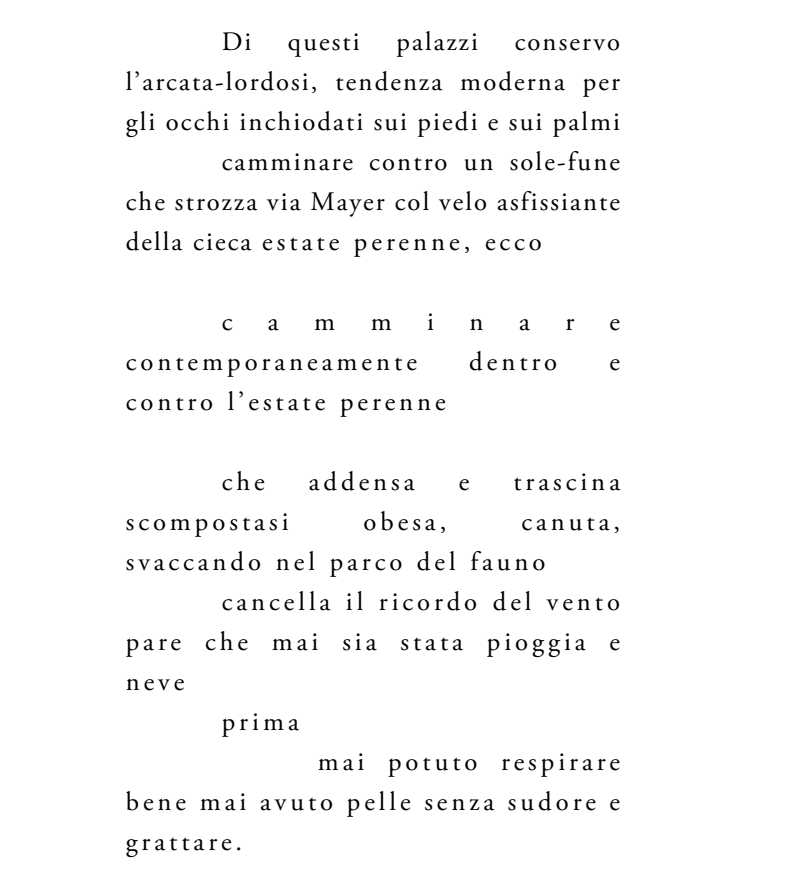 Di questi palazzi conservo
l’arcata-lordosi, tendenza moderna per
gli occhi inchiodati sui piedi e sui palmi
camminare contro un sole-fune
che strozza via Mayer col velo asfissiante
della cieca estate perenne, ecco
c a m m i n a r e
contemporaneamente dentro e
contro l’estate perenne
che addensa e trascina
scompostasi obesa, canuta,
svaccando nel parco del fauno
cancella il ricordo del vento
pare che mai sia stata pioggia e
neve
prima
mai potuto respirare
bene mai avuto pelle senza sudore e
grattare.